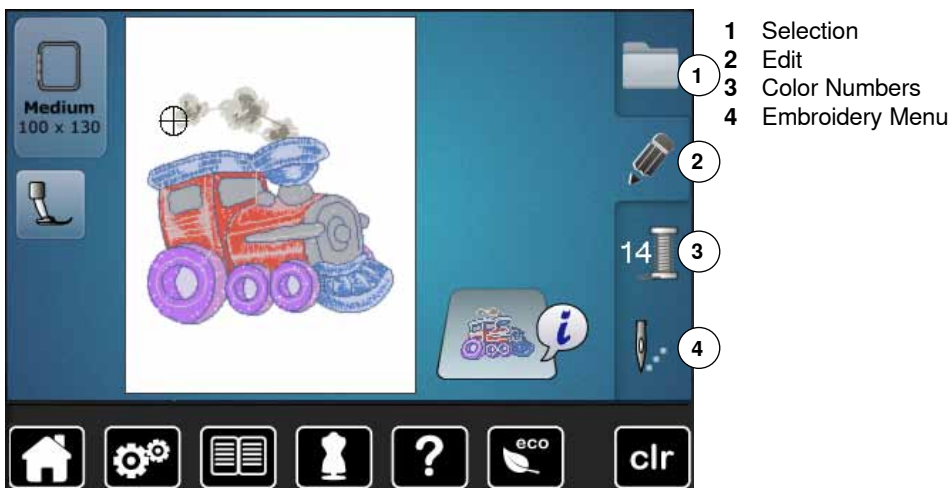 Medium
100 x 130
14
1
2
3
4
i
?
eco
clr
1 Selection
2 Edit
3 Color Numbers
4 Embroidery Menu